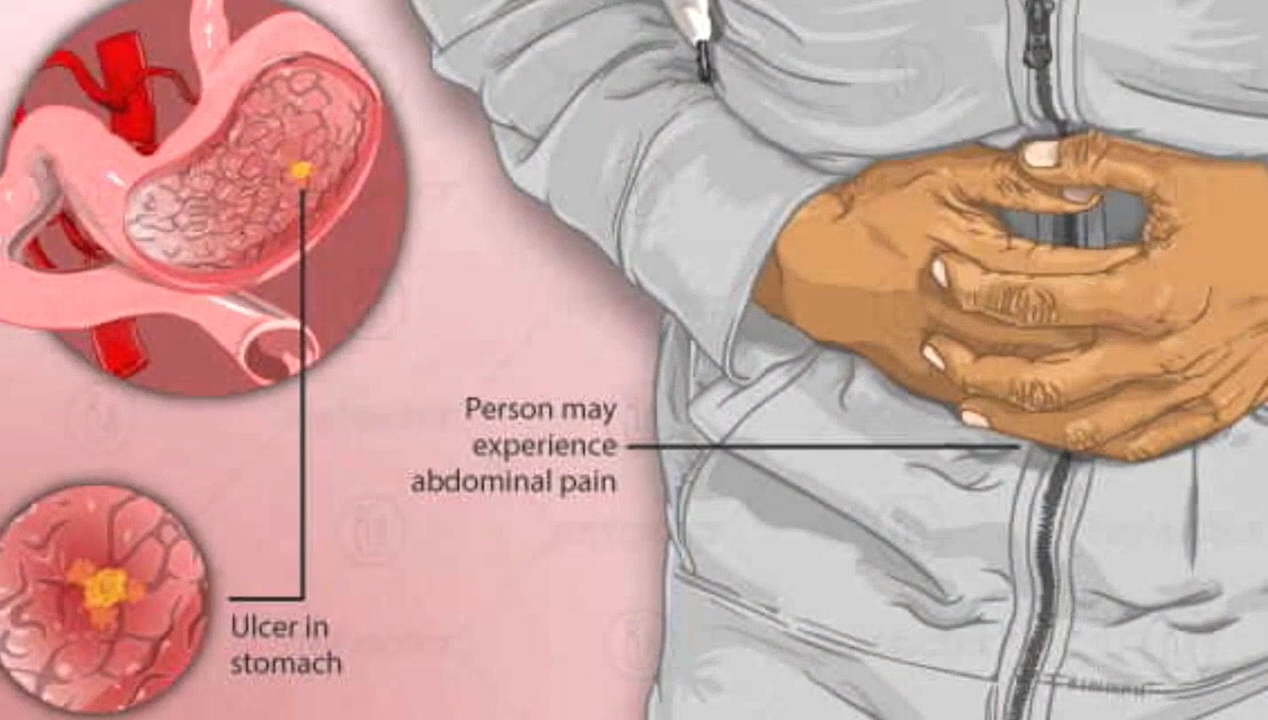 Person may
experience
abdominal pain
Ulcer in
stomach